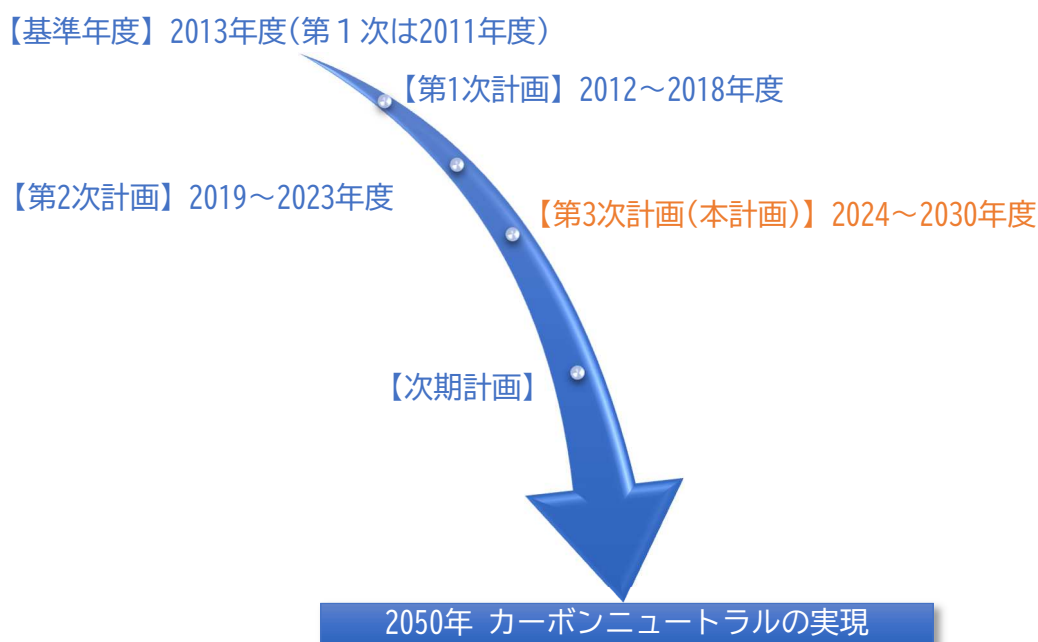 【基準年度】2013年度(第１次は2011年度)
【第1次計画】2012～2018年度
【第2次計画】2019～2023年度
【第3次計画(本計画)】2024～2030年度
【次期計画】
2050年 カーボンニュートラルの実現